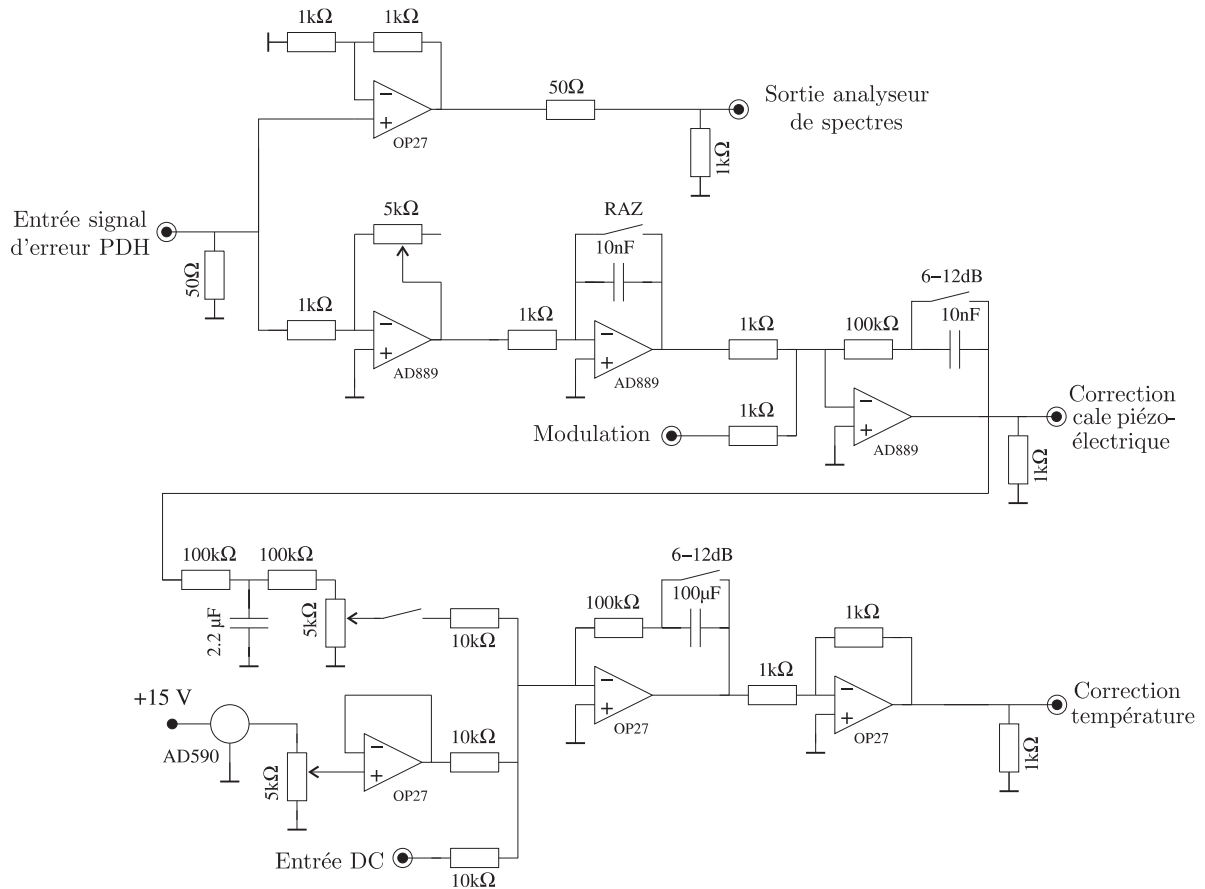 1kΩ
1kΩ
50Ω
Sortie analyseur
de spectres
OP27
1kΩ
Entrée signal
d'erreur PDH
50Ω
5kΩ
RAZ
10nF
1kΩ
1kΩ
AD889
AD889
6–12dB
10nF
1kΩ
100kΩ
Modulation
1kΩ
AD889
Correction
cale piézo-
électrique
1kΩ
100kΩ
100kΩ
2.2 µF
5kΩ
10kΩ
6–12dB
100µF
100kΩ
1kΩ
OP27
1kΩ
OP27
Correction
température
1kΩ
+15 V
AD590
5kΩ
OP27
10kΩ
Entrée DC
10kΩ